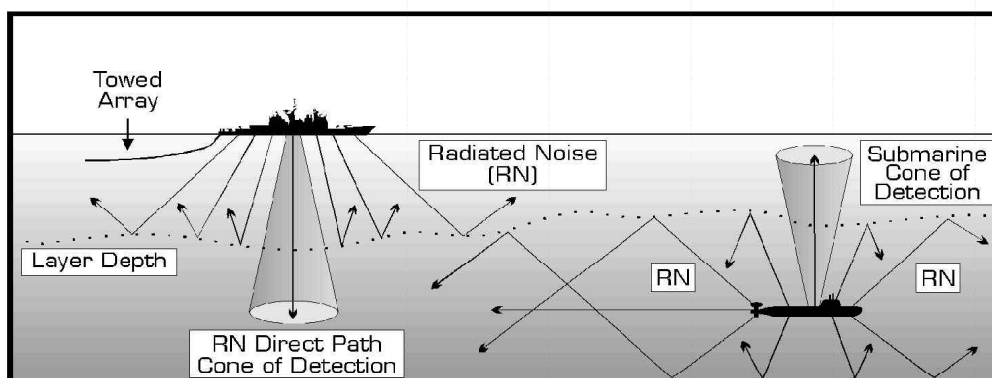 Towed
Array
Radiated Noise
(RN)
Submarine
Cone of
Detection
Layer Depth
RN
RN
RN Direct Path
Cone of Detection